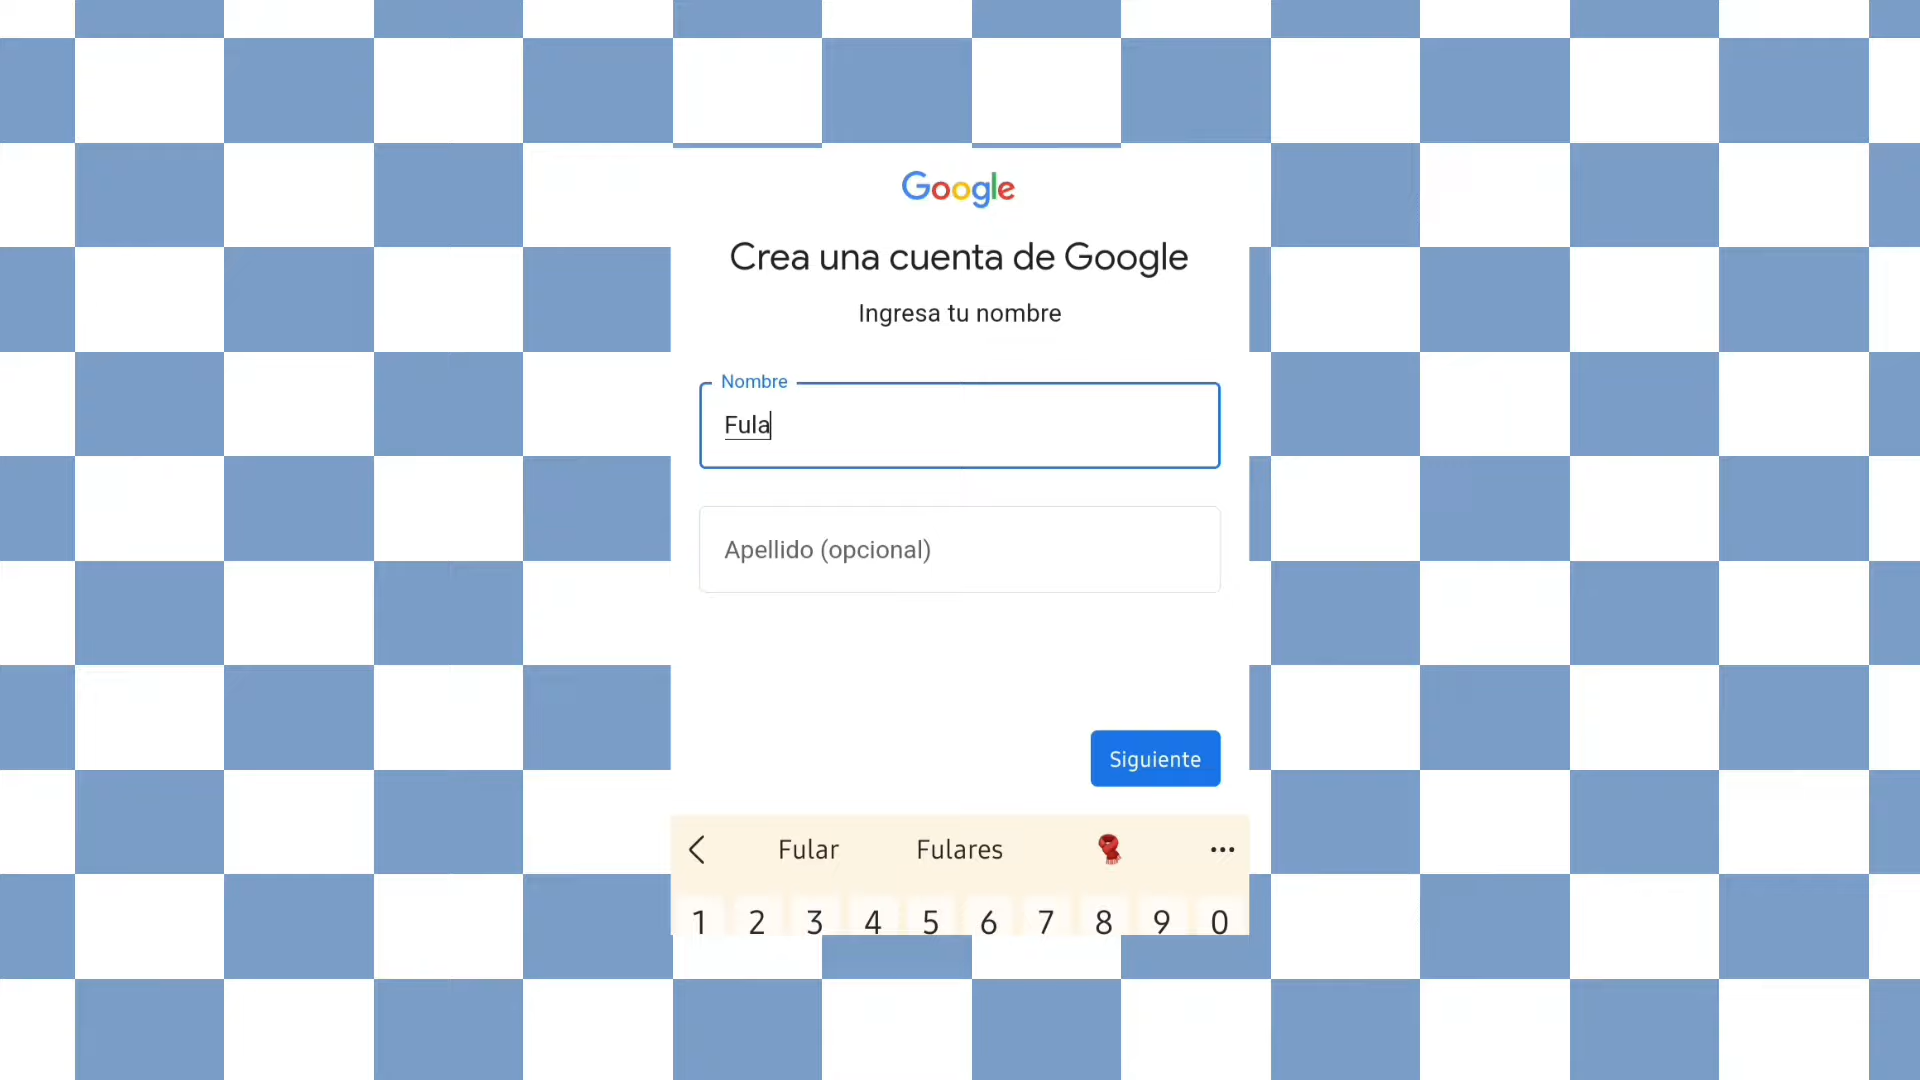 Google
Crea una cuenta de Google
Ingresa tu nombre
Nombre
Fula
Apellido (opcional)
Siguiente
Fular Fulares
1 2 3 4 5 6 7 8 9 0